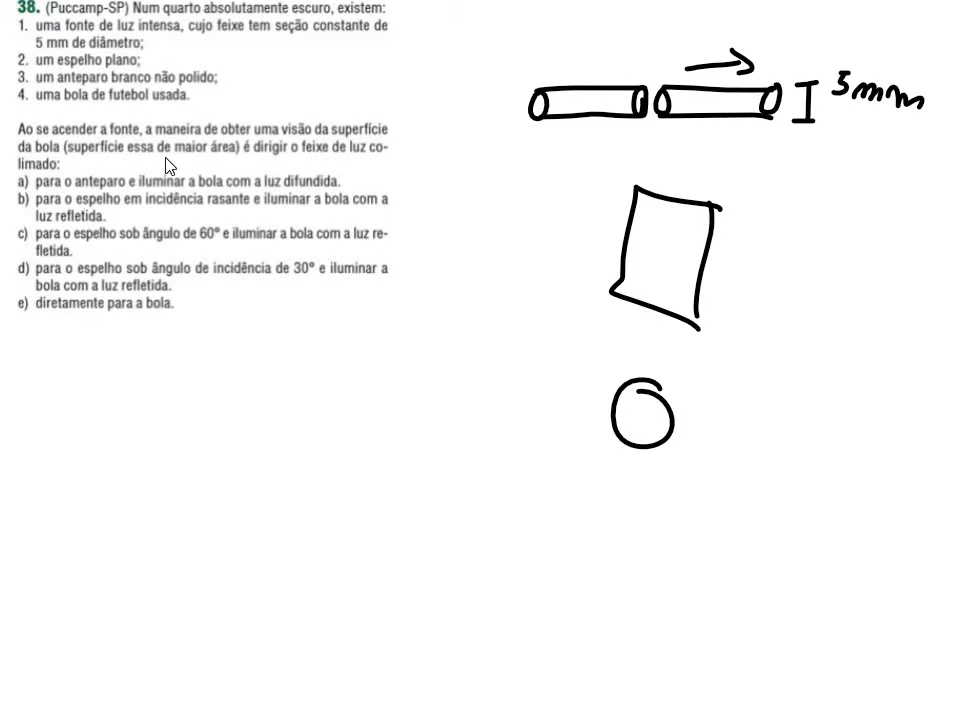 38. (Puccamp-SP) Num quarto absolutamente escuro, existem:
1. uma fonte de luz intensa, cujo feixe tem seção constante de
5 mm de diâmetro;
2. um espelho plano;
3. um anteparo branco não polido;
4. uma bola de futebol usada.
Ao se acender a fonte, a maneira de obter uma visão da superfície
da bola (superfície essa de maior área) é dirigir o feixe de luz co-
limado:
a) para o anteparo e iluminar a bola com a luz difundida.
b) para o espelho em incidência rasante e iluminar a bola com a
luz refletida.
c) para o espelho sob ângulo de 60° e iluminar a bola com a luz re-
fletida.
d) para o espelho sob ângulo de incidência de 30° e iluminar a
bola com a luz refletida.
e) diretamente para a bola.
5mm